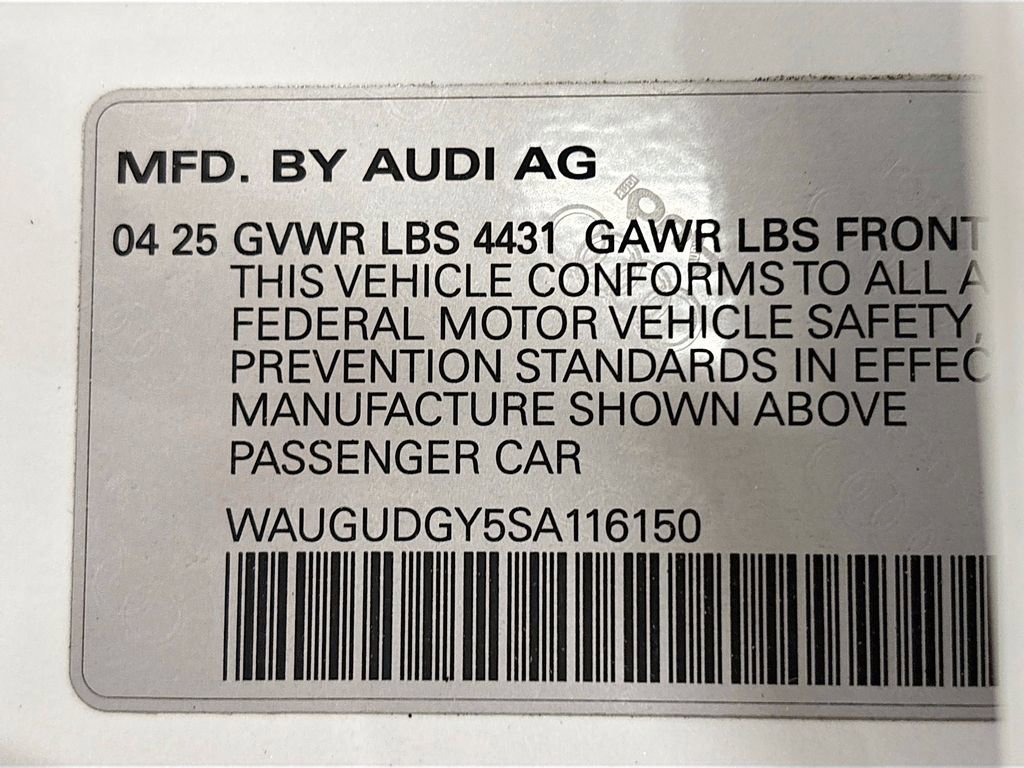 MFD. BY AUDI AG
04 25 GVWR LBS 4431 GAWR LBS FRONT
THIS VEHICLE CONFORMS TO ALL A
FEDERAL MOTOR VEHICLE SAFETY,
PREVENTION STANDARDS IN EFFEC
MANUFACTURE SHOWN ABOVE
PASSENGER CAR
WAUGUDGY5SA116150